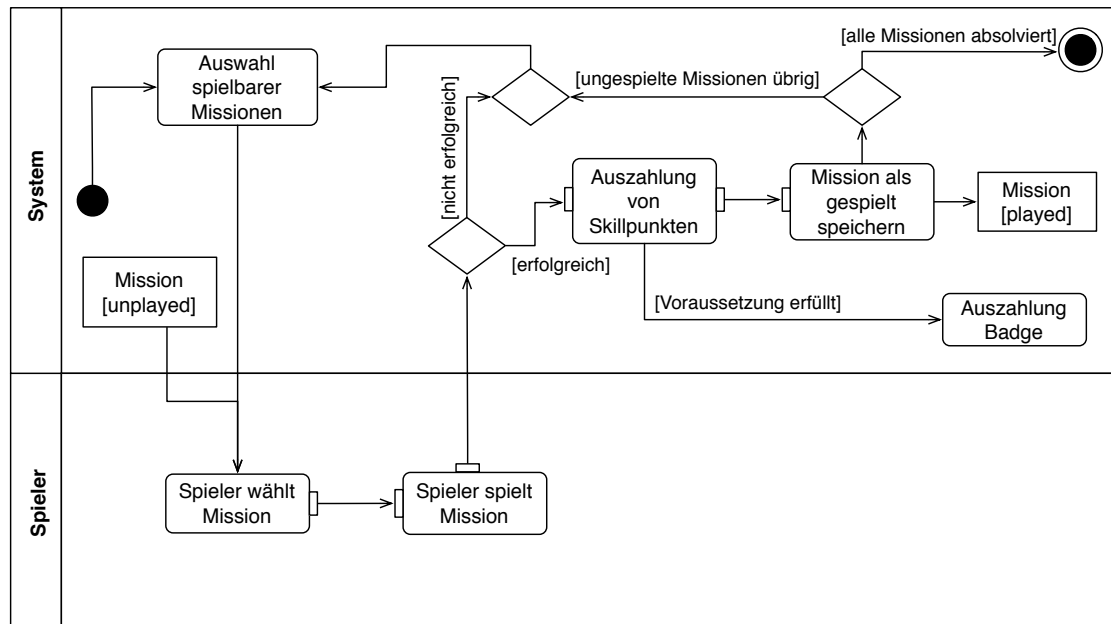 System
Auswahl
spielbarer
Missionen
[alle Missionen absolviert]
[ungespielte Missionen übrig]
[nicht erfolgreich]
Auszahlung
von
Skillpunkten
Mission als
gespielt
speichern
Mission
[played]
[erfolgreich]
Mission
[unplayed]
[Voraussetzung erfüllt]
Auszahlung
Badge
Spieler
Spieler wählt
Mission
Spieler spielt
Mission